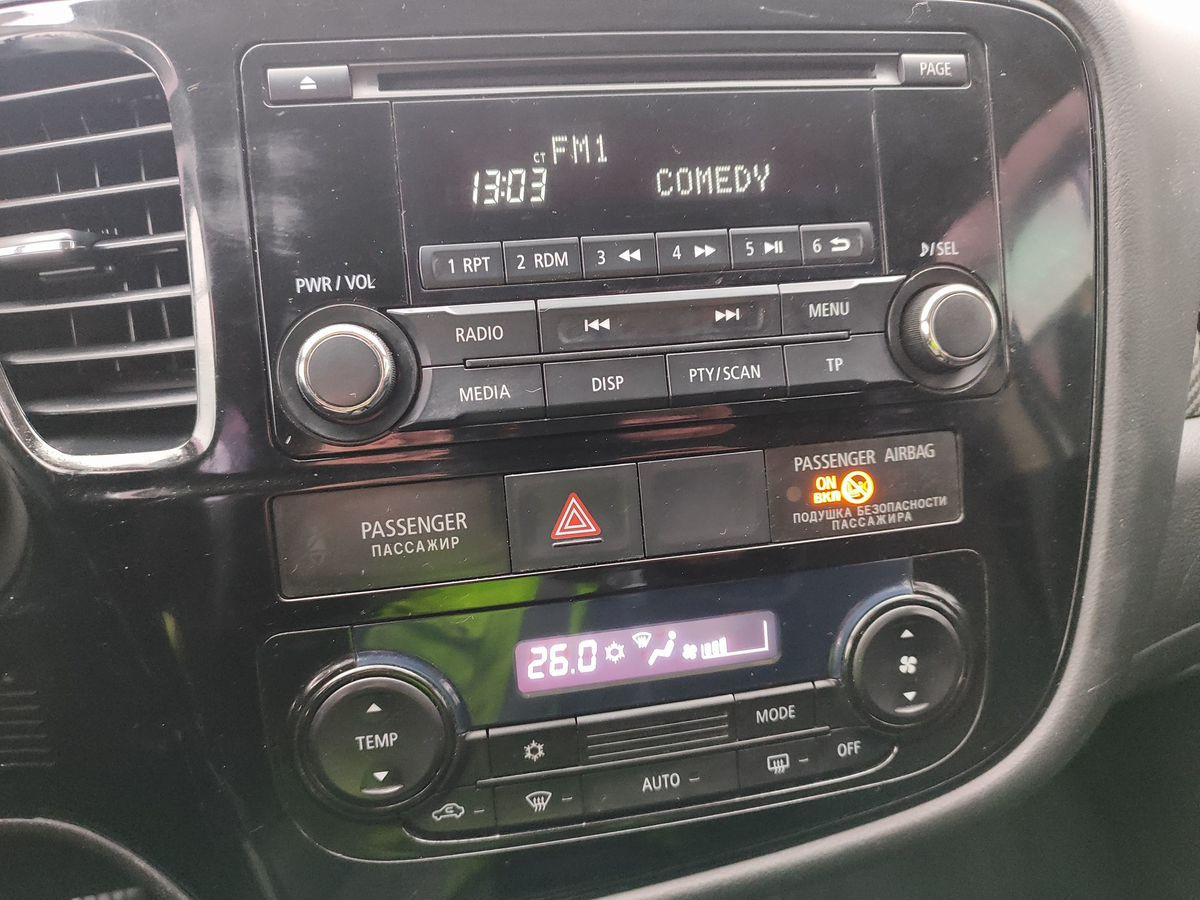 PAGE
CT FM1
13:03 COMEDY
1 RPT 2 RDM 3 4 5 6
PWR / VOL
♪/SEL
RADIO MENU
MEDIA DISP PTY/SCAN TP
PASSENGER
ПАССАЖИР
PASSENGER AIRBAG
ON
ВКЛ
ПОДУШКА БЕЗОПАСНОСТИ
ПАССАЖИРА
26.0
TEMP
MODE
AUTO
OFF